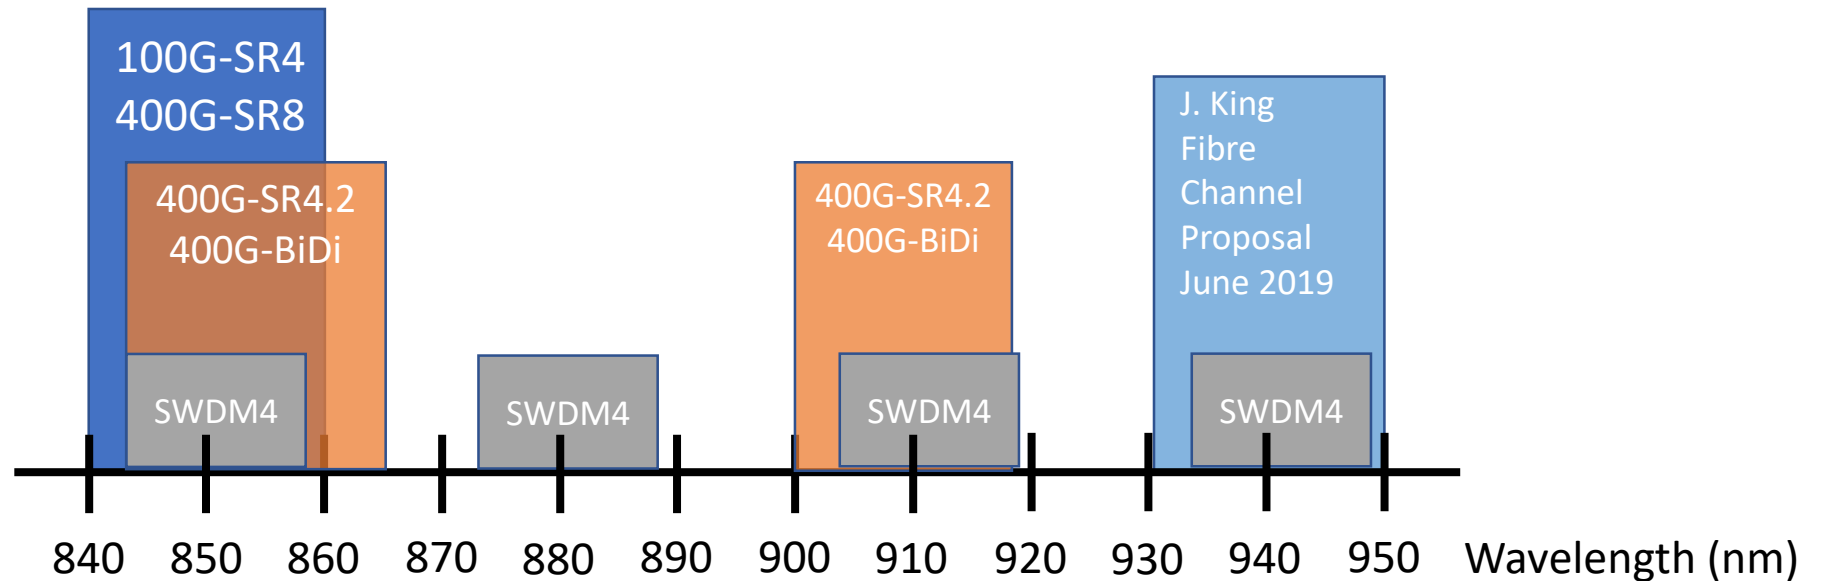 100G-SR4
400G-SR8
400G-SR4.2
400G-BiDi
SWDM4
SWDM4
400G-SR4.2
400G-BiDi
SWDM4
J. King
Fibre
Channel
Proposal
June 2019
SWDM4
840 850 860 870 880 890 900 910 920 930 940 950 Wavelength (nm)